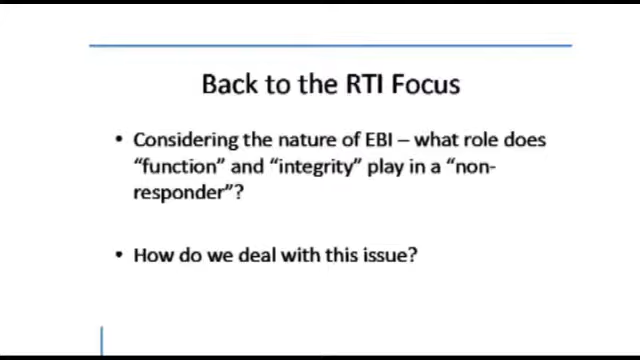 Back to the RTI Focus
• Considering the nature of EBI – what role does
“function” and “integrity” play in a “non-
responder”?
• How do we deal with this issue?